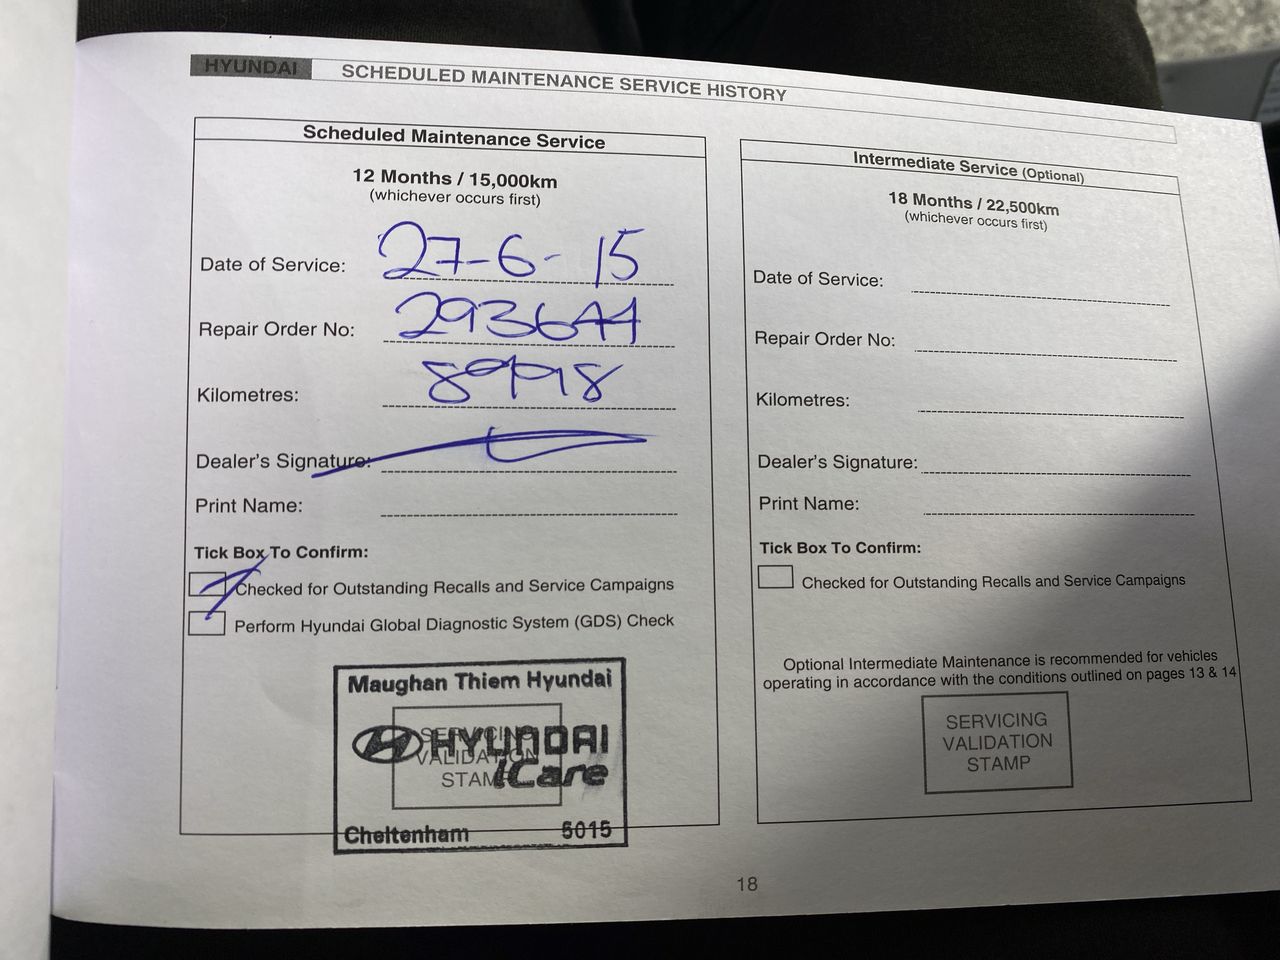 HYUNDAI SCHEDULED MAINTENANCE SERVICE HISTORY
Scheduled Maintenance Service
12 Months / 15,000km
(whichever occurs first)
Date of Service: 27-6-15
Repair Order No: 293644
Kilometres: 89998
Dealer's Signature:
Print Name:
Tick Box To Confirm:
Checked for Outstanding Recalls and Service Campaigns
Perform Hyundai Global Diagnostic System (GDS) Check
Maughan Thiem Hyundai
SERVICING
VALIDATION
STAMP
HYUNDAI
iCare
Cheltenham 5015
Intermediate Service (Optional)
18 Months / 22,500km
(whichever occurs first)
Date of Service:
Repair Order No:
Kilometres:
Dealer's Signature:
Print Name:
Tick Box To Confirm:
Checked for Outstanding Recalls and Service Campaigns
Optional Intermediate Maintenance is recommended for vehicles
operating in accordance with the conditions outlined on pages 13 & 14
SERVICING
VALIDATION
STAMP
18